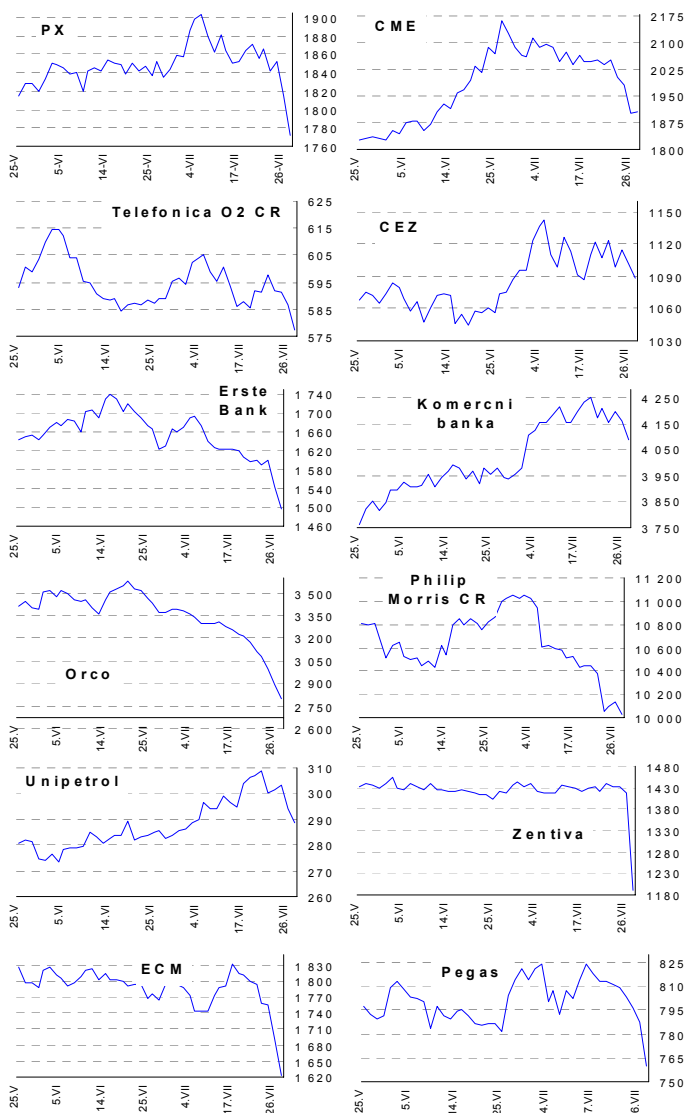 PX
1900
1880
1860
1840
1820
1800
1780
1760
25-V
5-VI
15-VI
25-VI
4-VII
17-VII
26-VII
CME
2175
2100
2025
1950
1875
1800
25.V
5.VI
14.VI
25.VI
4.VII
17.VII
26.VII
Telefonica O2 CR
625
615
605
595
585
575
25.V
5.VI
14.VI
25.VI
4.VII
17.VII
26.VII
CEZ
1150
1120
1090
1060
1030
25.V
5.VI
14.VI
25.VI
4.VII
17.VII
26.VII
Erste
Bank
1 740
1 700
1 660
1 620
1 580
1 540
1 500
1 460
25.V
5.VI
14.VI
25.VI
4.VII
17.VII
26.VII
Komercni
banka
4 250
4 150
4 050
3 950
3 850
3 750
25.V
5.VI
14.VI
25.VI
4.VII
17.VII
26.VII
Orco
3 500
3 350
3 200
3 050
2 900
2 750
2 600
25.V
5.VI
14.VI
25.VI
4.VII
17.VII
26.VII
Philip
Morris CR
11 200
11 000
10 800
10 600
10 400
10 200
10 000
25.V
5.VI
14.VI
25.VI
4.VII
17.VII
26.VII
Unipetrol
310
300
290
280
270
260
25.V
5.VI
14.VI
25.VI
4.VII
17.VII
26.VII
Zentiva
1480
1430
1380
1330
1280
1230
1180
25.V
5.VI
14.VI
25.VI
4.VII
17.VII
26.VII
ECM
1 830
1 800
1 770
1 740
1 710
1 680
1 650
1 620
25.V
5.VI
14.VI
25.VI
4.VII
17.VII
26.VII
Pegas
825
810
795
780
765
750
25.V
5.VI
14.VI
25.VI
4.VII
7.VII
6.VII